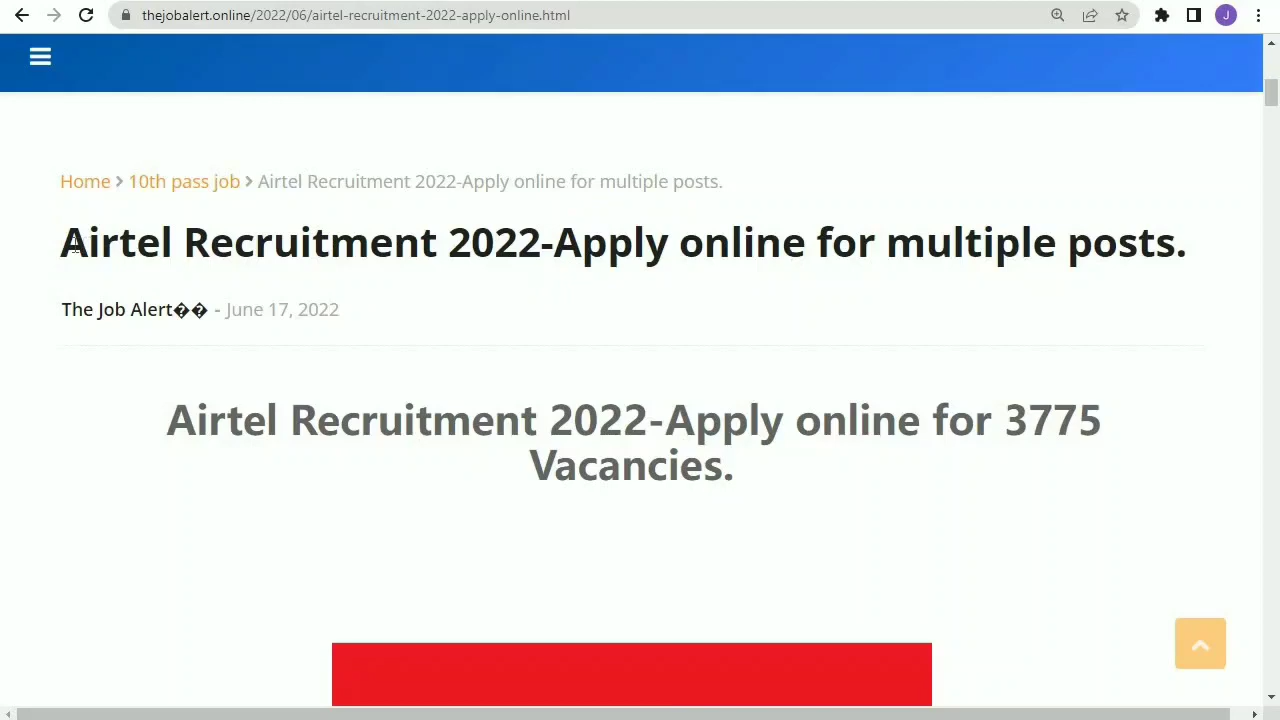 thejobalert.online/2022/06/airtel-recruitment-2022-apply-online.html
J
Home > 10th pass job > Airtel Recruitment 2022-Apply online for multiple posts.
Airtel Recruitment 2022-Apply online for multiple posts.
The Job Alert�� - June 17, 2022
Airtel Recruitment 2022-Apply online for 3775
Vacancies.